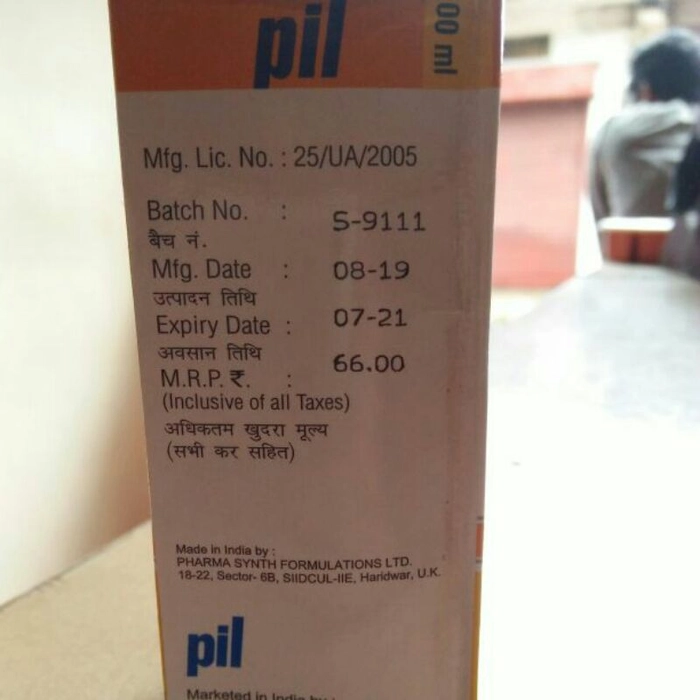 pil
00 ml
Mfg. Lic. No. : 25/UA/2005
Batch No. : S-9111
बैच नं.
Mfg. Date : 08-19
उत्पादन तिथि
Expiry Date : 07-21
अवसान तिथि
M.R.P. ₹. : 66.00
(Inclusive of all Taxes)
अधिकतम खुदरा मूल्य
(सभी कर सहित)
Made in India by :
PHARMA SYNTH FORMULATIONS LTD.
18-22, Sector- 6B, SIIDCUL-IIE, Haridwar, U.K.
pil
Marketed in India by :